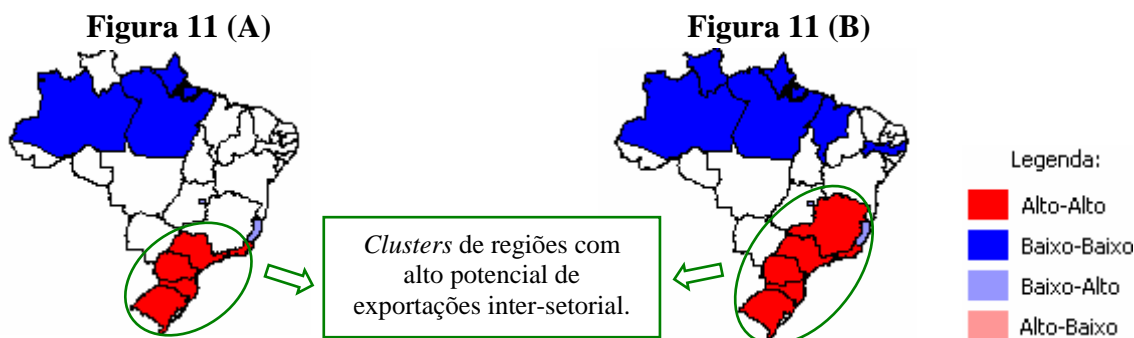 Figura 11 (A)
Figura 11 (B)
Clusters de regiões com
alto potencial de
exportações inter-setorial.
Legenda:
Alto-Alto
Baixo-Baixo
Baixo-Alto
Alto-Baixo